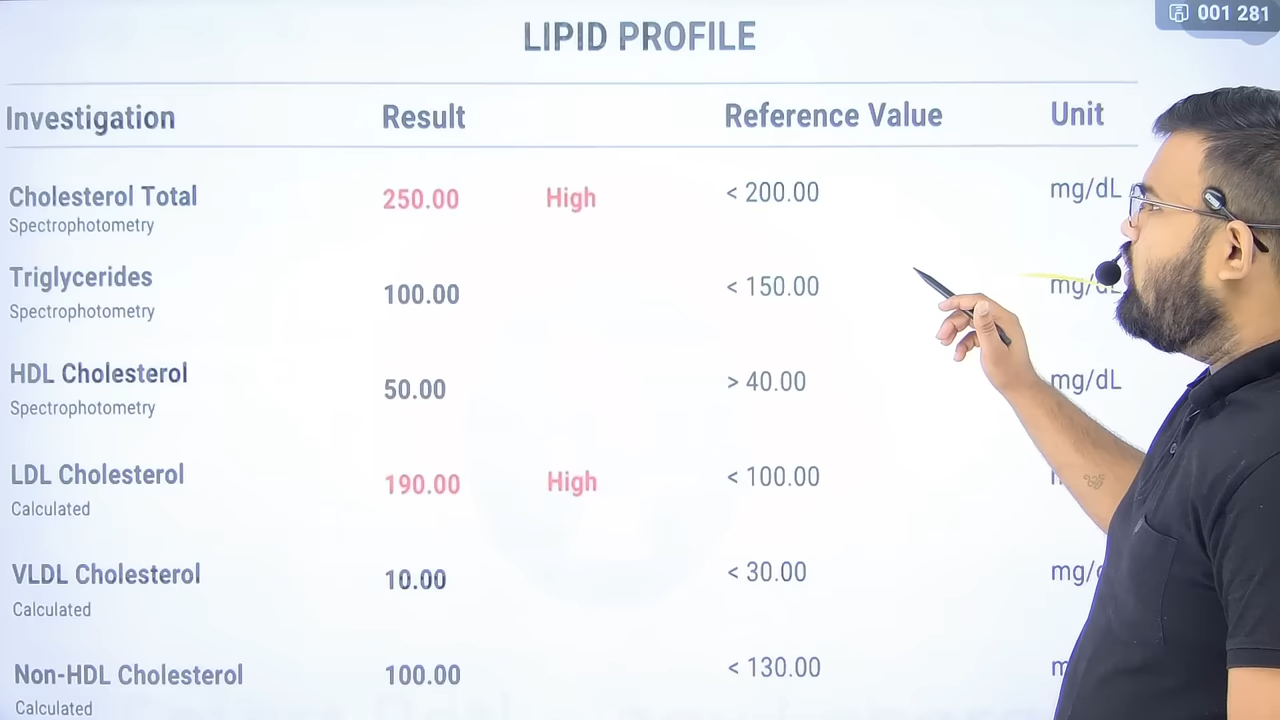 001 281
LIPID PROFILE
Investigation Result Reference Value Unit
Cholesterol Total 250.00 High < 200.00 mg/dL
Spectrophotometry
Triglycerides 100.00 < 150.00 mg/dL
Spectrophotometry
HDL Cholesterol 50.00 > 40.00 mg/dL
Spectrophotometry
LDL Cholesterol 190.00 High < 100.00
Calculated
VLDL Cholesterol 10.00 < 30.00 mg/
Calculated
Non-HDL Cholesterol 100.00 < 130.00
Calculated